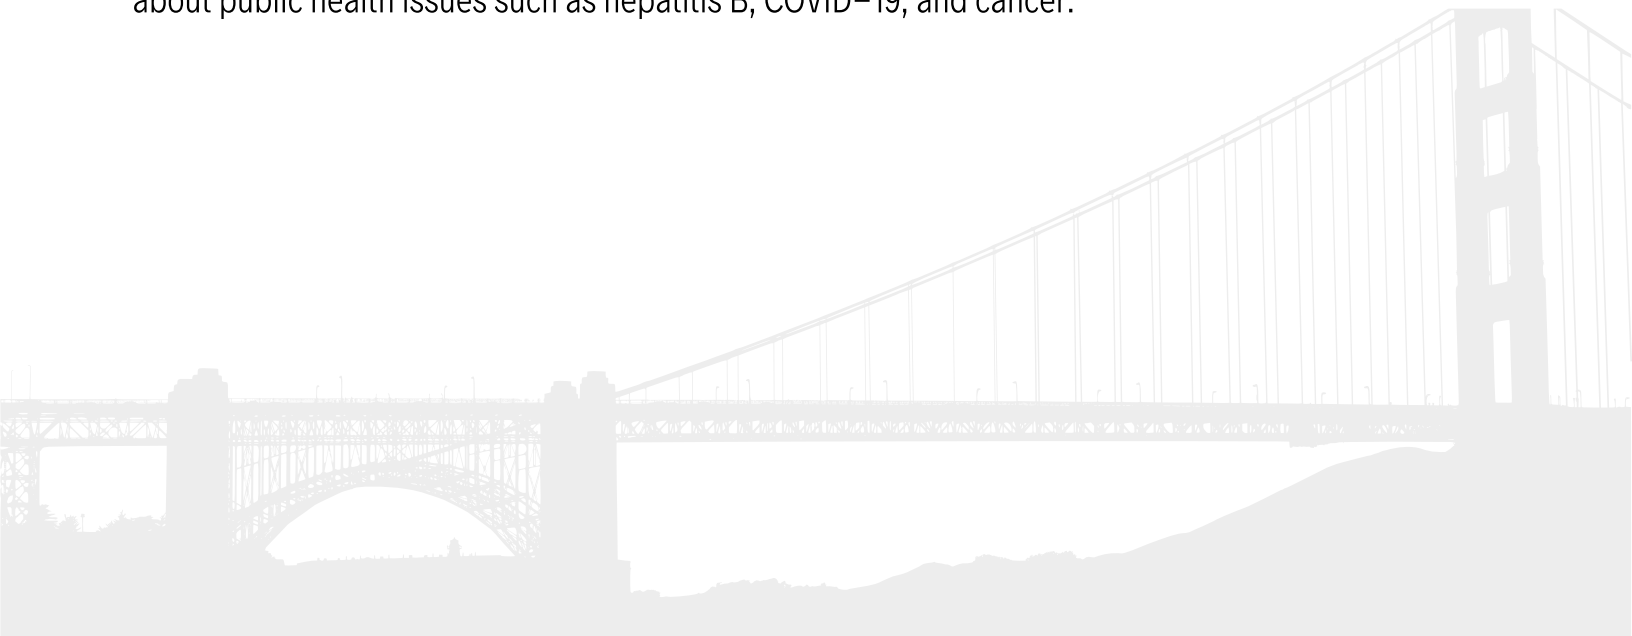 about public health issues such as hepatitis B, COVID-19, and cancer.